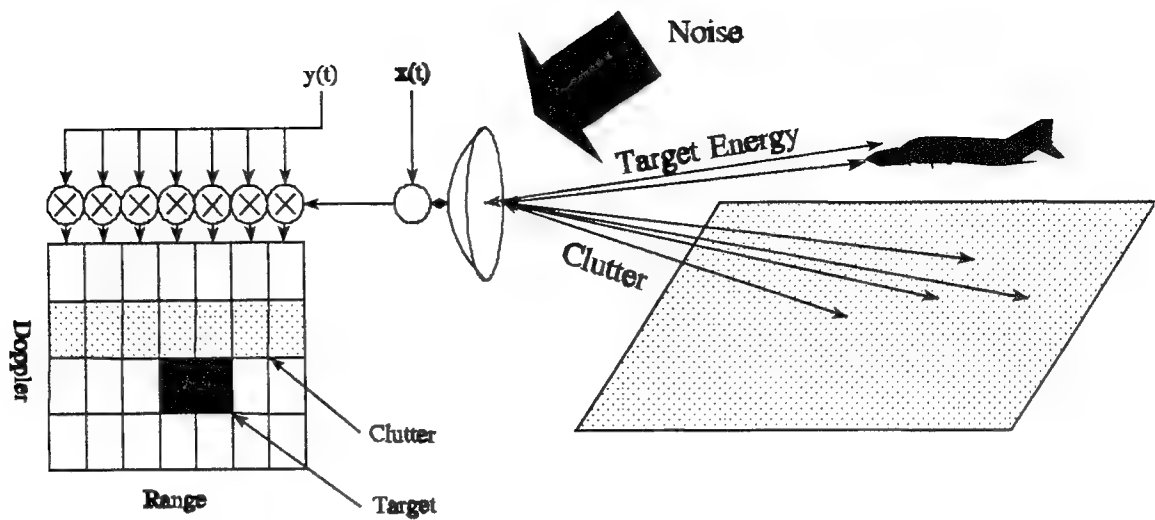 Noise
y(t)
x(t)
Target Energy
Clutter
Doppler
Clutter
Range
Target